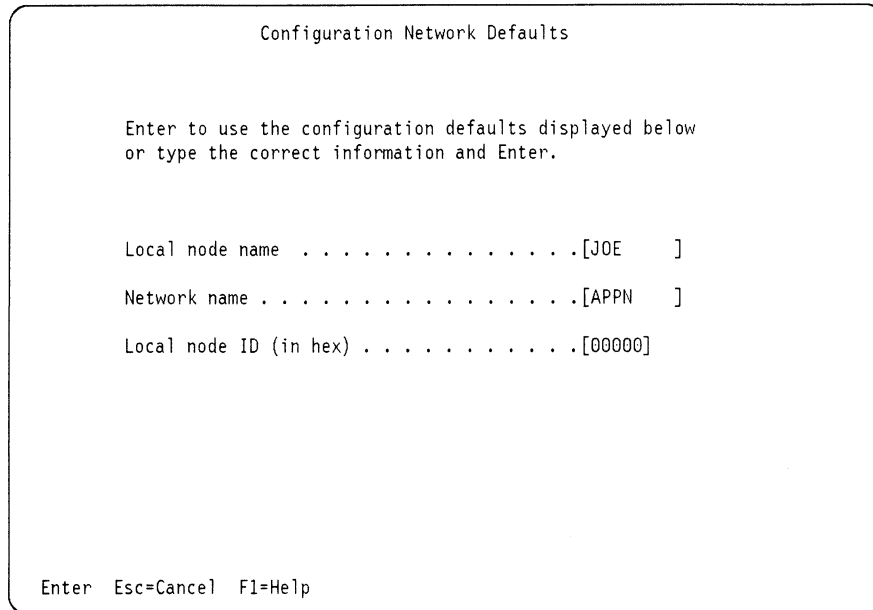 Configuration Network Defaults
Enter to use the configuration defaults displayed below
or type the correct information and Enter.
Local node name . . . . . . . . . . . . . .[JOE ]
Network name . . . . . . . . . . . . . . . .[APPN ]
Local node ID (in hex) . . . . . . . . . . .[00000]
Enter Esc=Cancel F1=Help